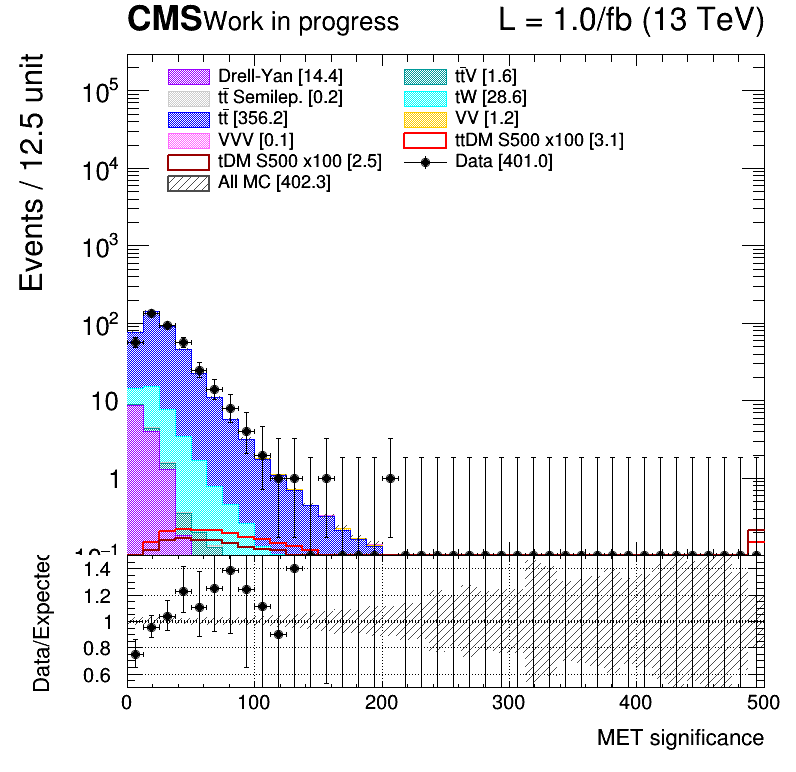 CMS Work in progress L = 1.0/fb (13 TeV)
Drell-Yan [14.4] tt̄V [1.6]
tt̄ Semilep. [0.2] tW [28.6]
tt̄ [356.2] VV [1.2]
VVV [0.1] ttDM S500 x100 [3.1]
tDM S500 x100 [2.5] Data [401.0]
All MC [402.3]
Events / 12.5 unit
10⁵
10⁴
10³
10²
10
1
10⁻¹
Data/Expected
1.4
1.2
1
0.8
0.6
0 100 200 300 400 500
MET significance